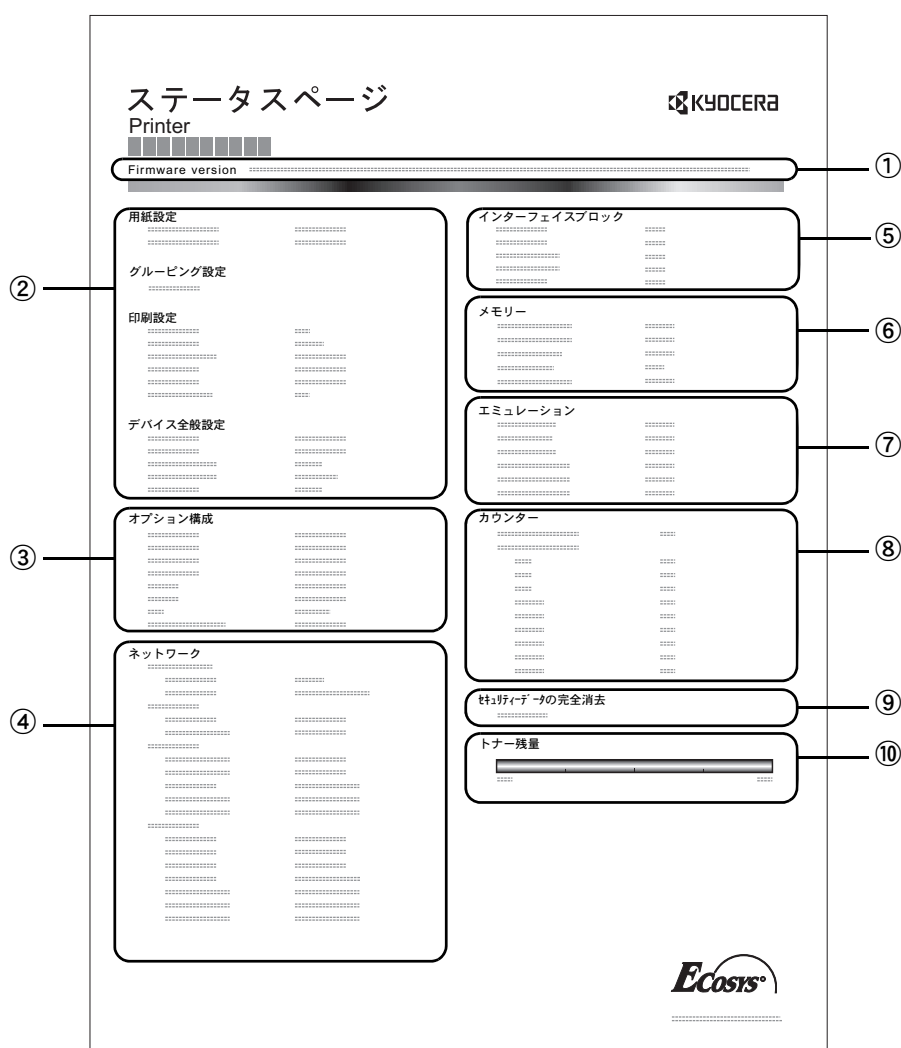 ステータスページ
KYOCERA
Printer
Firmware version
①
用紙設定
グルーピング設定
印刷設定
デバイス全般設定
②
オプション構成
③
ネットワーク
④
インターフェイスブロック
⑤
メモリー
⑥
エミュレーション
⑦
カウンター
⑧
ｾｷｭﾘﾃｨｰﾃﾞｰﾀの完全消去
⑨
トナー残量
⑩
ECOSYS